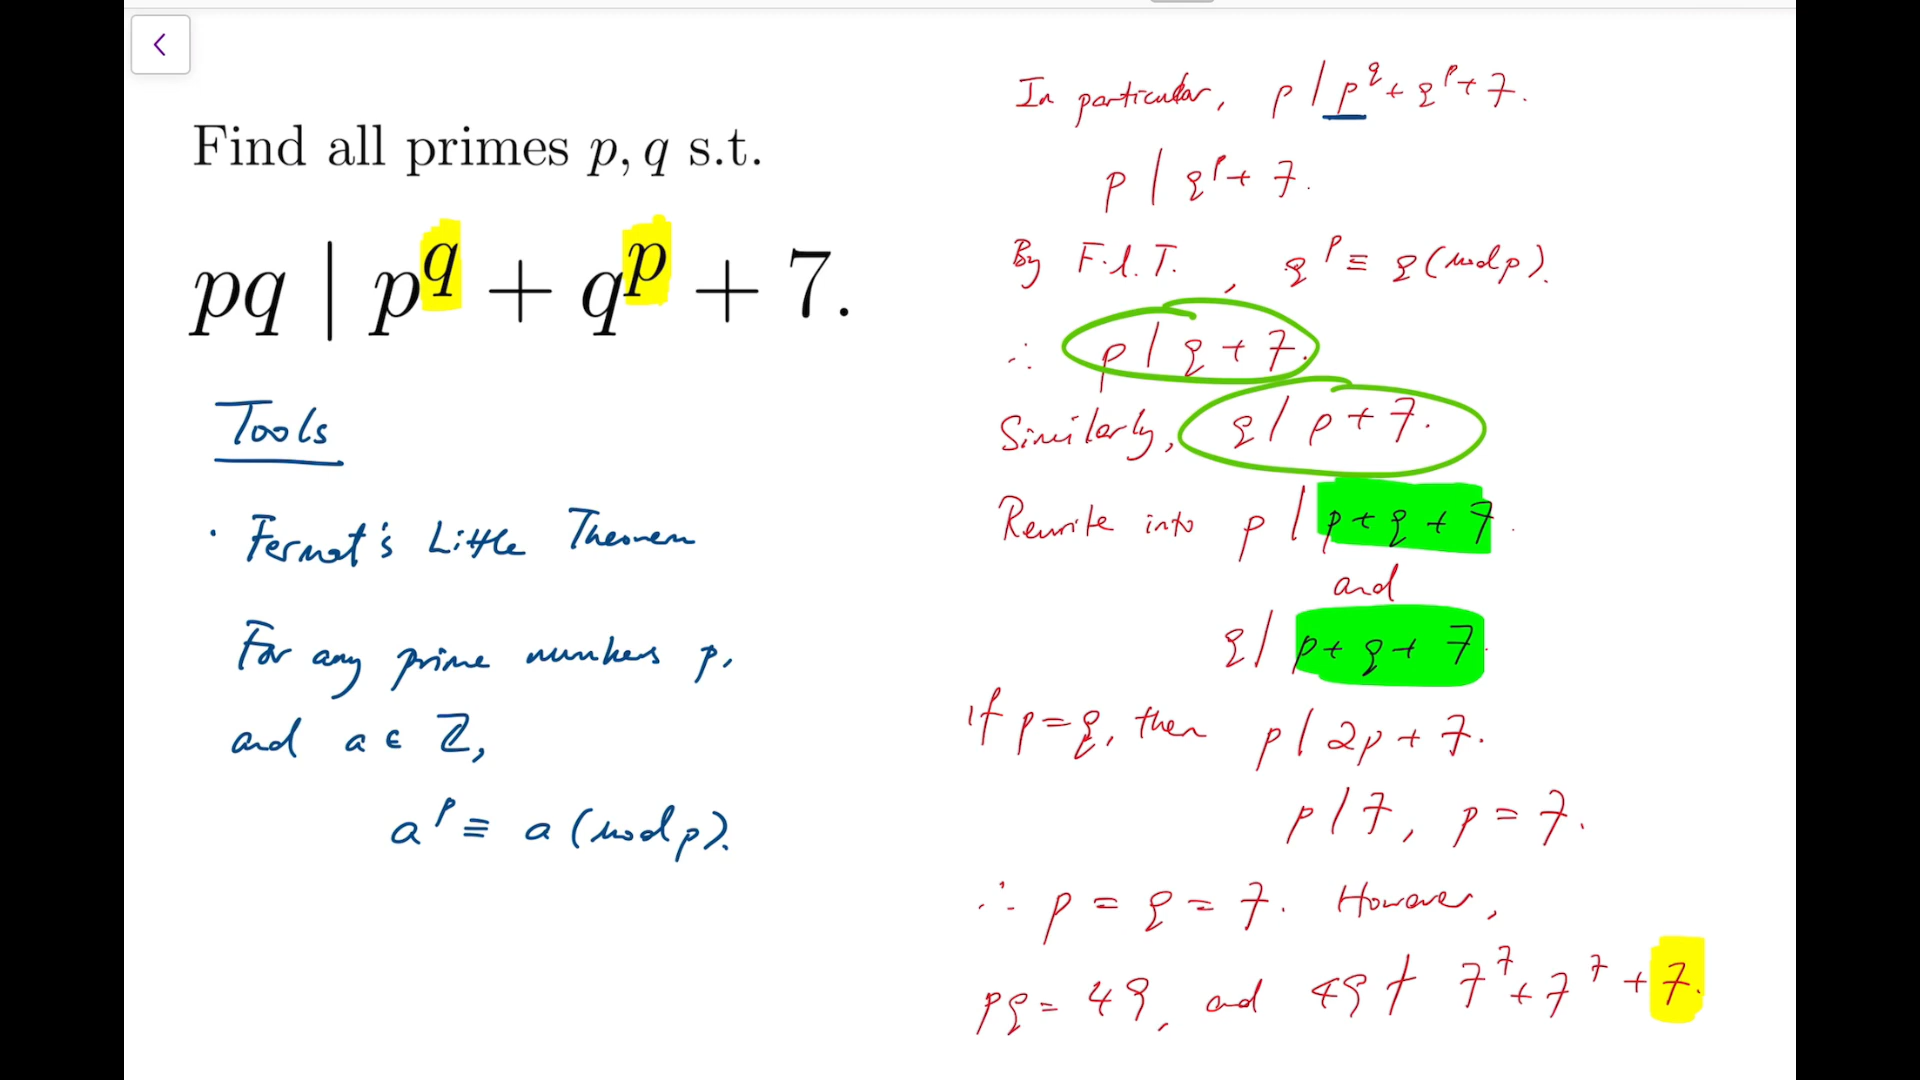 Find all primes p, q s.t.
pq | p^q + q^p + 7.
Tools
· Fermat's Little Theorem
For any prime numbers p,
and a ∈ ℤ,
a^p ≡ a (mod p).
In particular, p | p^q + q^p + 7.
p | q^p + 7.
By F.L.T., q^p ≡ q (mod p).
∴ p | q + 7.
Similarly, q | p + 7.
Rewrite into p | p + q + 7.
and
q | p + q + 7.
If p = q, then p | 2p + 7.
p | 7, p = 7.
∴ p = q = 7. However,
pq = 49, and 49 ∤ 7^7 + 7^7 + 7.